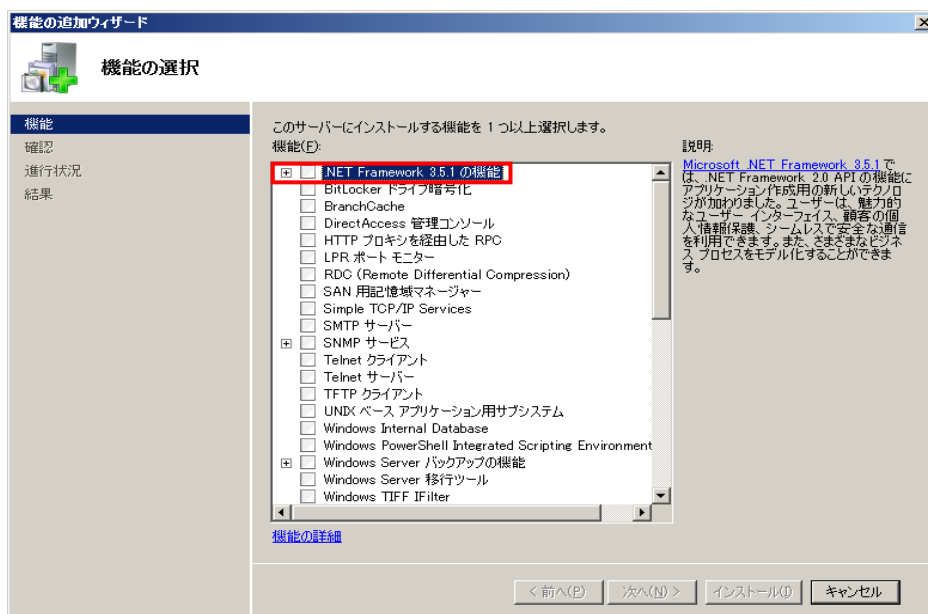 機能の追加ウィザード
機能の選択
機能
確認
進行状況
結果
このサーバーにインストールする機能を 1 つ以上選択します。
機能(F):
.NET Framework 3.5.1 の機能
BitLocker ドライブ暗号化
BranchCache
DirectAccess 管理コンソール
HTTP プロキシを経由した RPC
LPR ポート モニター
RDC (Remote Differential Compression)
SAN 用記憶域マネージャー
Simple TCP/IP Services
SMTP サーバー
SNMP サービス
Telnet クライアント
Telnet サーバー
TFTP クライアント
UNIX ベース アプリケーション用サブシステム
Windows Internal Database
Windows PowerShell Integrated Scripting Environment
Windows Server バックアップの機能
Windows Server 移行ツール
Windows TIFF IFilter
機能の詳細
説明:
Microsoft .NET Framework 3.5.1 で
は、.NET Framework 2.0 API の機能に
アプリケーション作成用の新しいテクノロ
ジが加わりました。ユーザーは、魅力的
なユーザー インターフェイス、顧客の個
人情報保護、シームレスで安全な通信
を利用できます。また、さまざまなビジネ
ス プロセスをモデル化することができま
す。
< 前へ(P)
次へ(N) >
インストール(I)
キャンセル